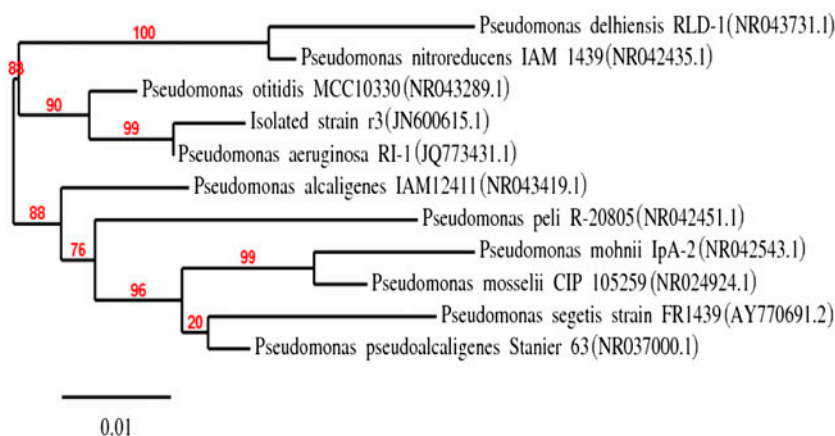 Pseudomonas delhiensis RLD-1(NR043731.1)
100
Pseudomonas nitroreducens IAM 1439(NR042435.1)
88
Pseudomonas otitidis MCC10330(NR043289.1)
90
Isolated strain r3(JN600615.1)
99
Pseudomonas aeruginosa RI-1(JQ773431.1)
Pseudomonas alcaligenes IAM12411(NR043419.1)
88
Pseudomonas peli R-20805(NR042451.1)
76
Pseudomonas mohnii IpA-2(NR042543.1)
99
Pseudomonas mosselii CIP 105259(NR024924.1)
96
Pseudomonas segetis strain FR1439(AY770691.2)
20
Pseudomonas pseudoalcaligenes Stanier 63(NR037000.1)
0.01